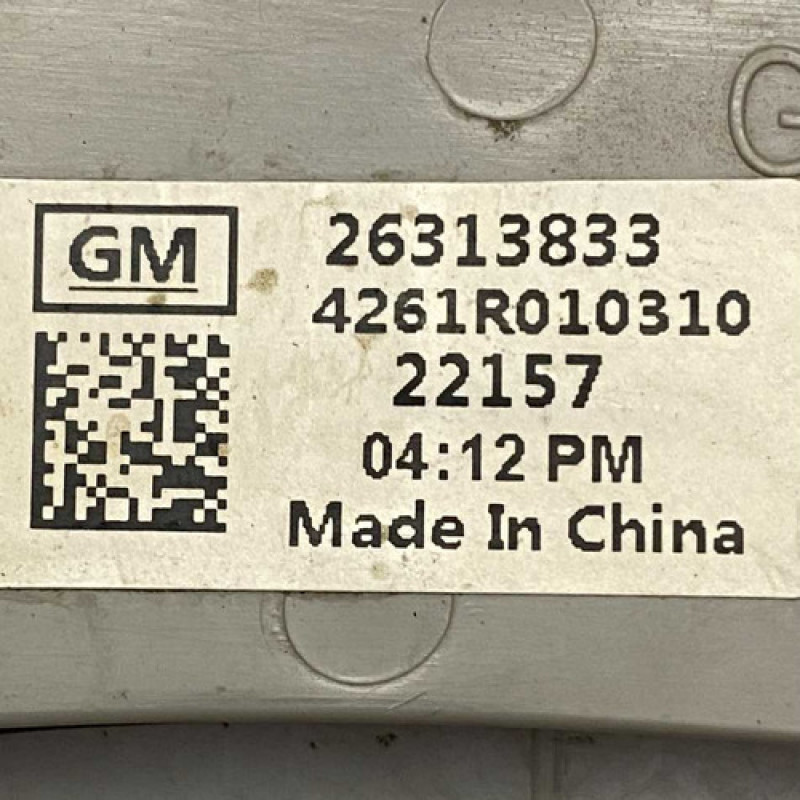 GM
26313833
4261R010310
22157
04:12 PM
Made In China
G